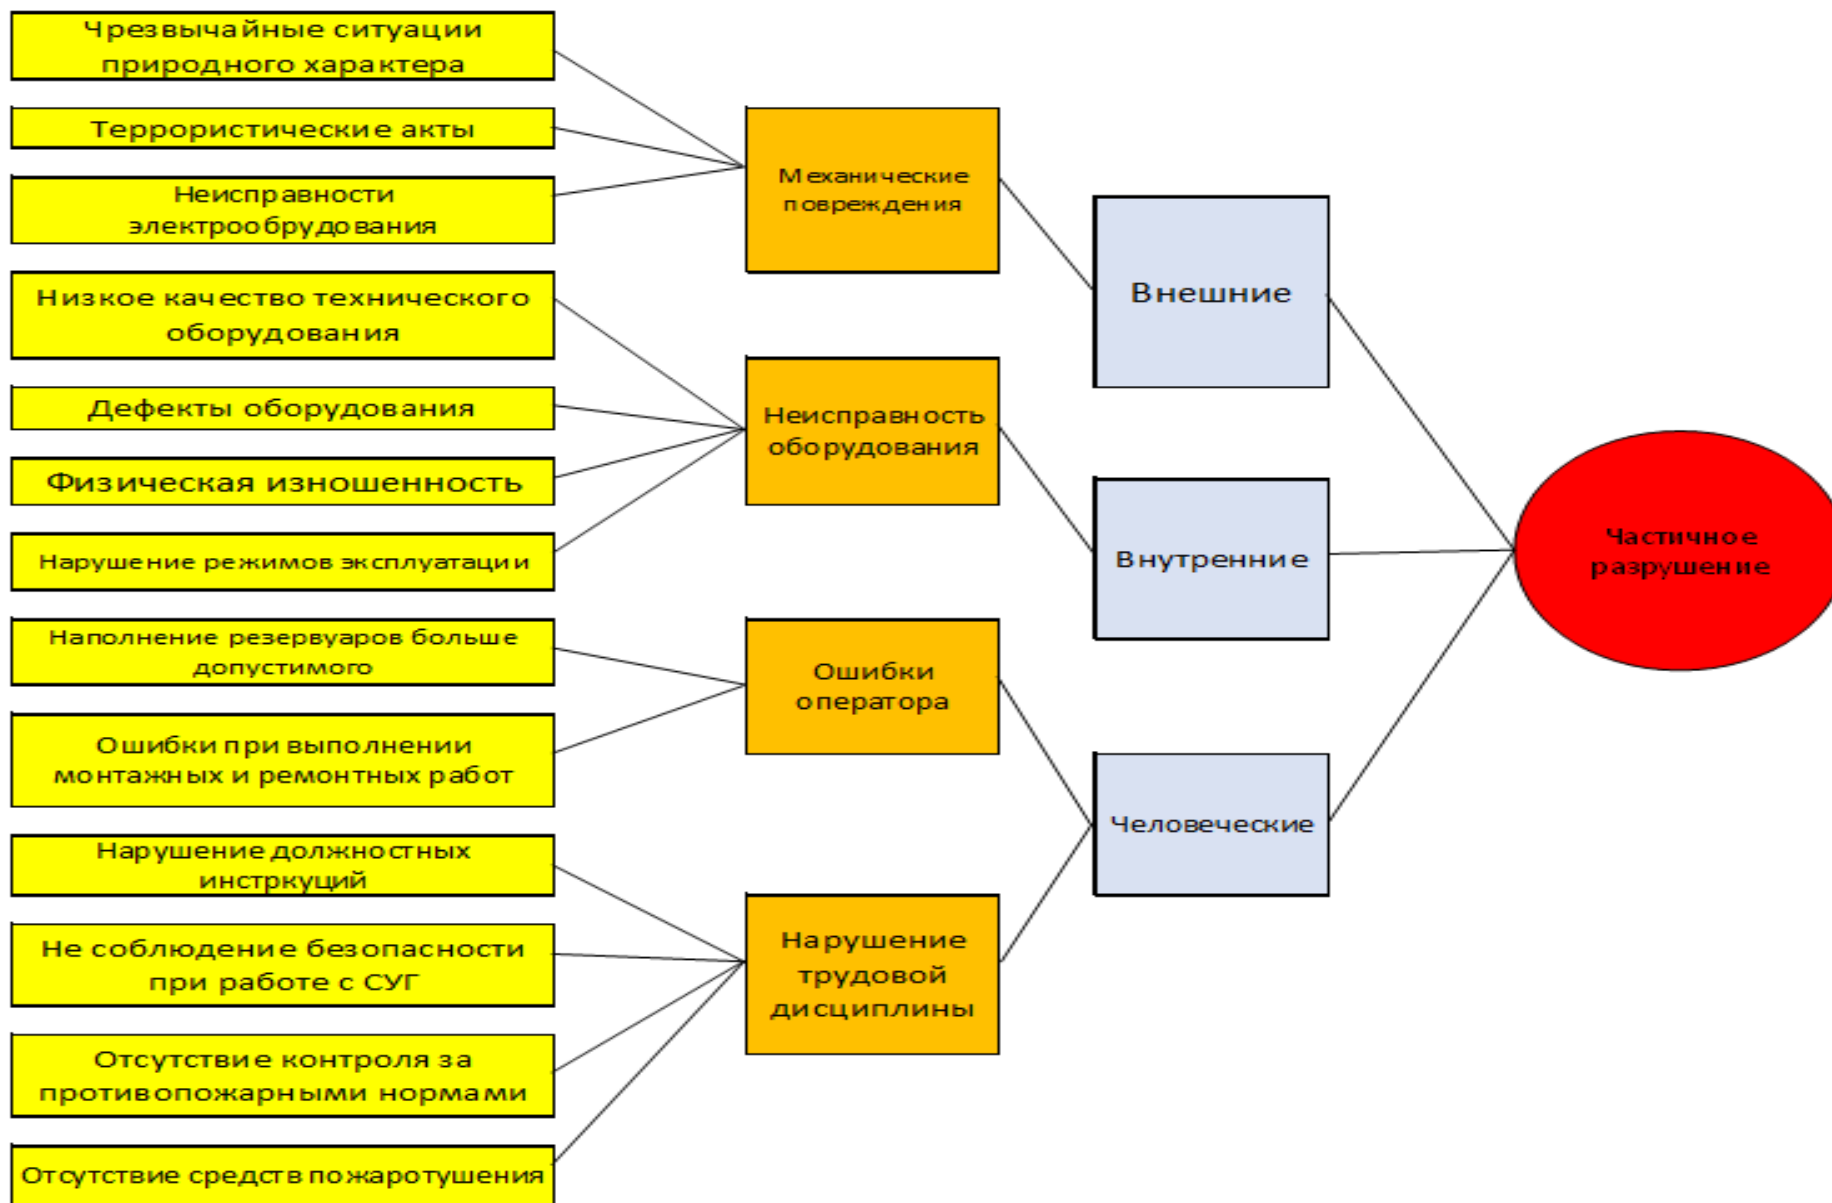 Чрезвычайные ситуации
природного характера
Террористические акты
Неисправности
электрообрудования
Низкое качество технического
оборудования
Дефекты оборудования
Физическая изношенность
Нарушение режимов эксплуатации
Наполнение резервуаров больше
допустимого
Ошибки при выполнении
монтажных и ремонтных работ
Нарушение должностных
инстркуций
Не соблюдение безопасности
при работе с СУГ
Отсутствие контроля за
противопожарными нормами
Отсутствие средств пожаротушения
Механические
повреждения
Неисправность
оборудования
Ошибки
оператора
Нарушение
трудовой
дисциплины
Внешние
Внутренние
Человеческие
Частичное
разрушение